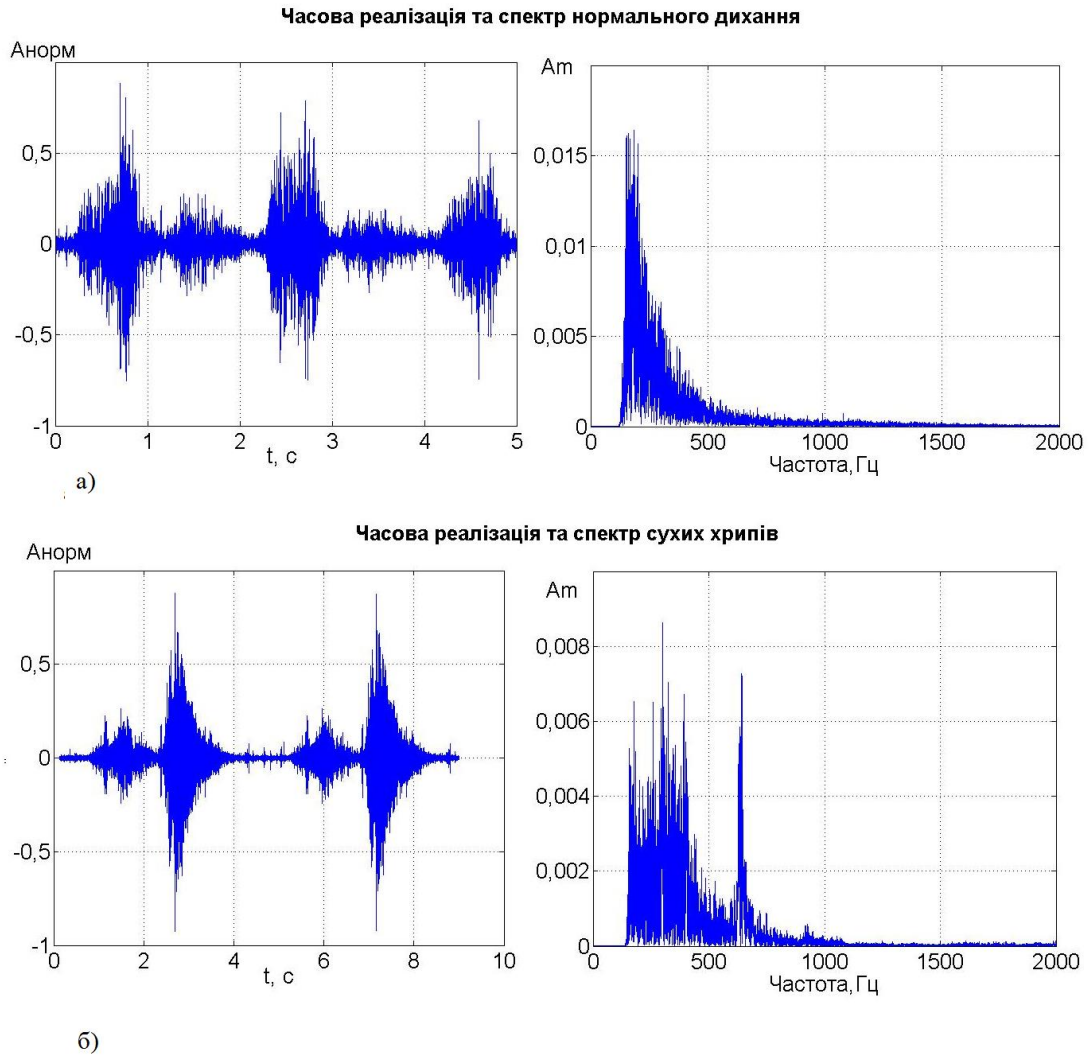 Часова реалізація та спектр нормального дихання
Анорм
Am
0,5
0
-0,5
-1
0 1 2 3 4 5
t, с
0,015
0,01
0,005
0
0 500 1000 1500 2000
Частота,Гц
а)
Часова реалізація та спектр сухих хрипів
Анорм
Am
0,5
0
-0,5
-1
0 2 4 6 8 10
t, с
0,008
0,006
0,004
0,002
0
0 500 1000 1500 2000
Частота,Гц
б)